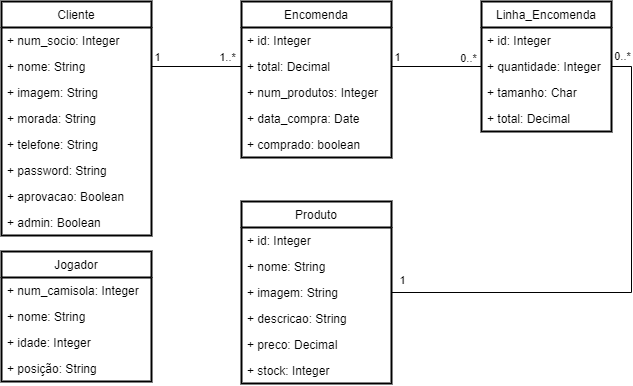 Cliente
+ num_socio: Integer
+ nome: String
+ imagem: String
+ morada: String
+ telefone: String
+ password: String
+ aprovacao: Boolean
+ admin: Boolean
1
1..*
Encomenda
+ id: Integer
+ total: Decimal
+ num_produtos: Integer
+ data_compra: Date
+ comprado: boolean
1
0..*
Linha_Encomenda
+ id: Integer
+ quantidade: Integer
+ tamanho: Char
+ total: Decimal
0..*
Jogador
+ num_camisola: Integer
+ nome: String
+ idade: Integer
+ posição: String
Produto
+ id: Integer
+ nome: String
+ imagem: String
+ descricao: String
+ preco: Decimal
+ stock: Integer
1